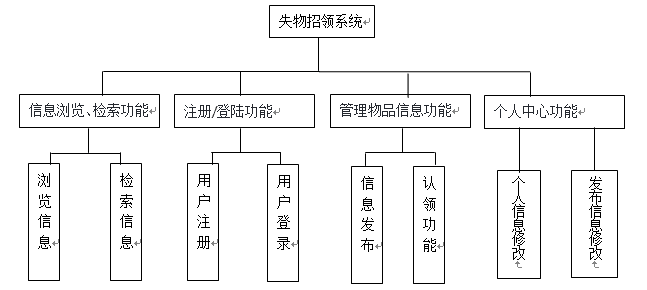 失物招领系统
信息浏览、检索功能
注册/登陆功能
管理物品信息功能
个人中心功能
浏览信息
检索信息
用户注册
用户登录
信息发布
认领功能
个人信息修改
发布信息修改